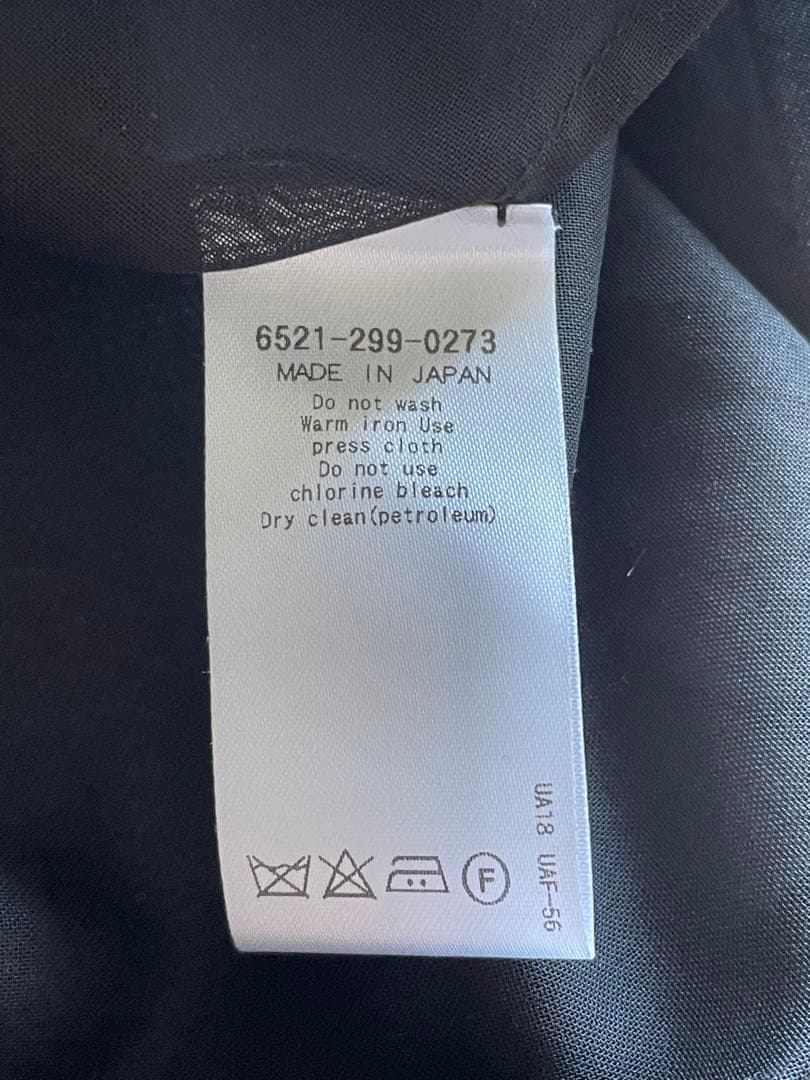 6521-299-0273
MADE IN JAPAN
Do not wash
Warm iron Use
press cloth
Do not use
chlorine bleach
Dry clean(petroleum)
UA18 UAF-56
F